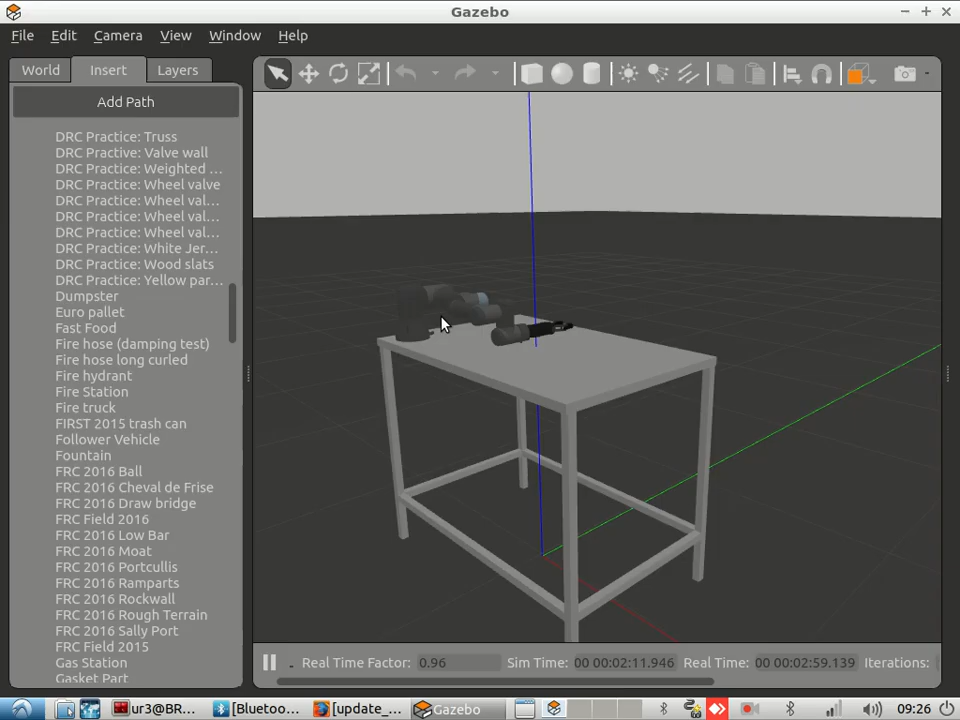 Gazebo
File Edit Camera View Window Help
World Insert Layers
Add Path
DRC Practice: Truss
DRC Practive: Valve wall
DRC Practice: Weighted ...
DRC Practice: Wheel valve
DRC Practice: Wheel val...
DRC Practice: Wheel val...
DRC Practice: Wheel val...
DRC Practice: White Jer...
DRC Practice: Wood slats
DRC Practice: Yellow par...
Dumpster
Euro pallet
Fast Food
Fire hose (damping test)
Fire hose long curled
Fire hydrant
Fire Station
Fire truck
FIRST 2015 trash can
Follower Vehicle
Fountain
FRC 2016 Ball
FRC 2016 Cheval de Frise
FRC 2016 Draw bridge
FRC Field 2016
FRC 2016 Low Bar
FRC 2016 Moat
FRC 2016 Portcullis
FRC 2016 Ramparts
FRC 2016 Rockwall
FRC 2016 Rough Terrain
FRC 2016 Sally Port
FRC Field 2015
Gas Station
Gasket Part
Real Time Factor: 0.96 Sim Time: 00 00:02:11.946 Real Time: 00 00:02:59.139 Iterations:
ur3@BR... [Bluetoo... [update_... Gazebo 09:26